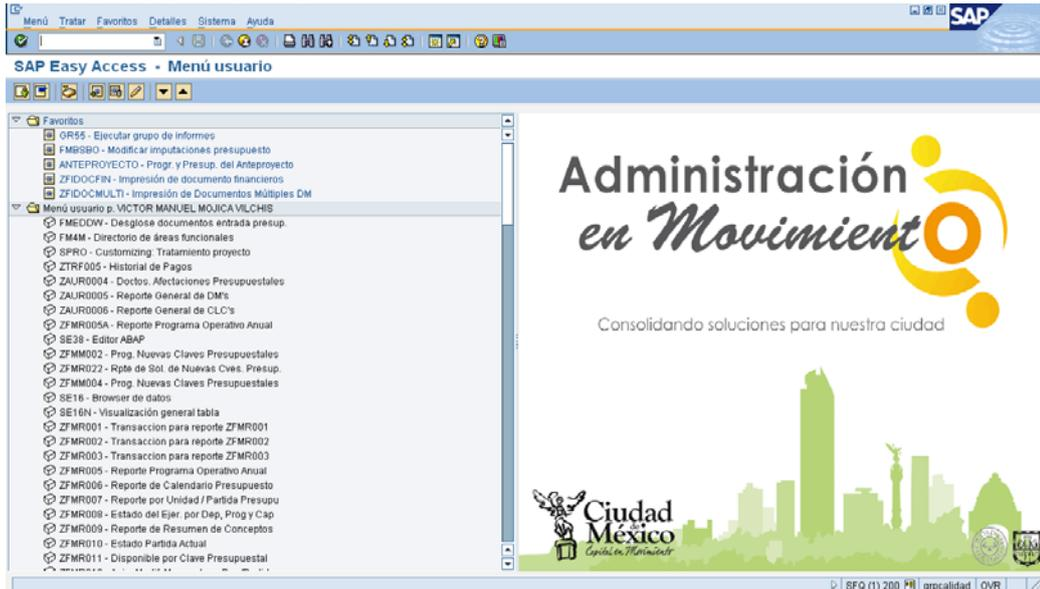 Menú Tratar Favoritos Detalles Sistema Ayuda
SAP
SAP Easy Access - Menú usuario
Favoritos
GR55 - Ejecutar grupo de informes
FMBSBO - Modificar imputaciones presupuesto
ANTEPROYECTO - Progr. y Presup. del Anteproyecto
ZFIDOCFIN - Impresión de documento financieros
ZFIDOCMULTI - Impresión de Documentos Múltiples DM
Menú usuario p. VICTOR MANUEL MOJICA VILCHIS
FMEDDW - Desglose documentos entrada presup.
FM4M - Directorio de áreas funcionales
SPRO - Customizing: Tratamiento proyecto
ZTRF005 - Historial de Pagos
ZAUR0004 - Doctos. Afectaciones Presupuestales
ZAUR0005 - Reporte General de DM's
ZAUR0006 - Reporte General de CLC's
ZFMR005A - Reporte Programa Operativo Anual
SE38 - Editor ABAP
ZFMM002 - Prog. Nuevas Claves Presupuestales
ZFMR022 - Rpte de Sol. de Nuevas Cves. Presup.
ZFMM004 - Prog. Nuevas Claves Presupuestales
SE16 - Browser de datos
SE16N - Visualización general tabla
ZFMR001 - Transaccion para reporte ZFMR001
ZFMR002 - Transaccion para reporte ZFMR002
ZFMR003 - Transaccion para reporte ZFMR003
ZFMR005 - Reporte Programa Operativo Anual
ZFMR006 - Reporte de Calendario Presupuesto
ZFMR007 - Reporte por Unidad / Partida Presupu
ZFMR008 - Estado del Ejer. por Dep, Prog y Cap
ZFMR009 - Reporte de Resumen de Conceptos
ZFMR010 - Estado Partida Actual
ZFMR011 - Disponible por Clave Presupuestal
Administración
en Movimiento
Consolidando soluciones para nuestra ciudad
Ciudad
de
México
Capital en Movimiento
SEQ (1) 200 grpcalidad OVR